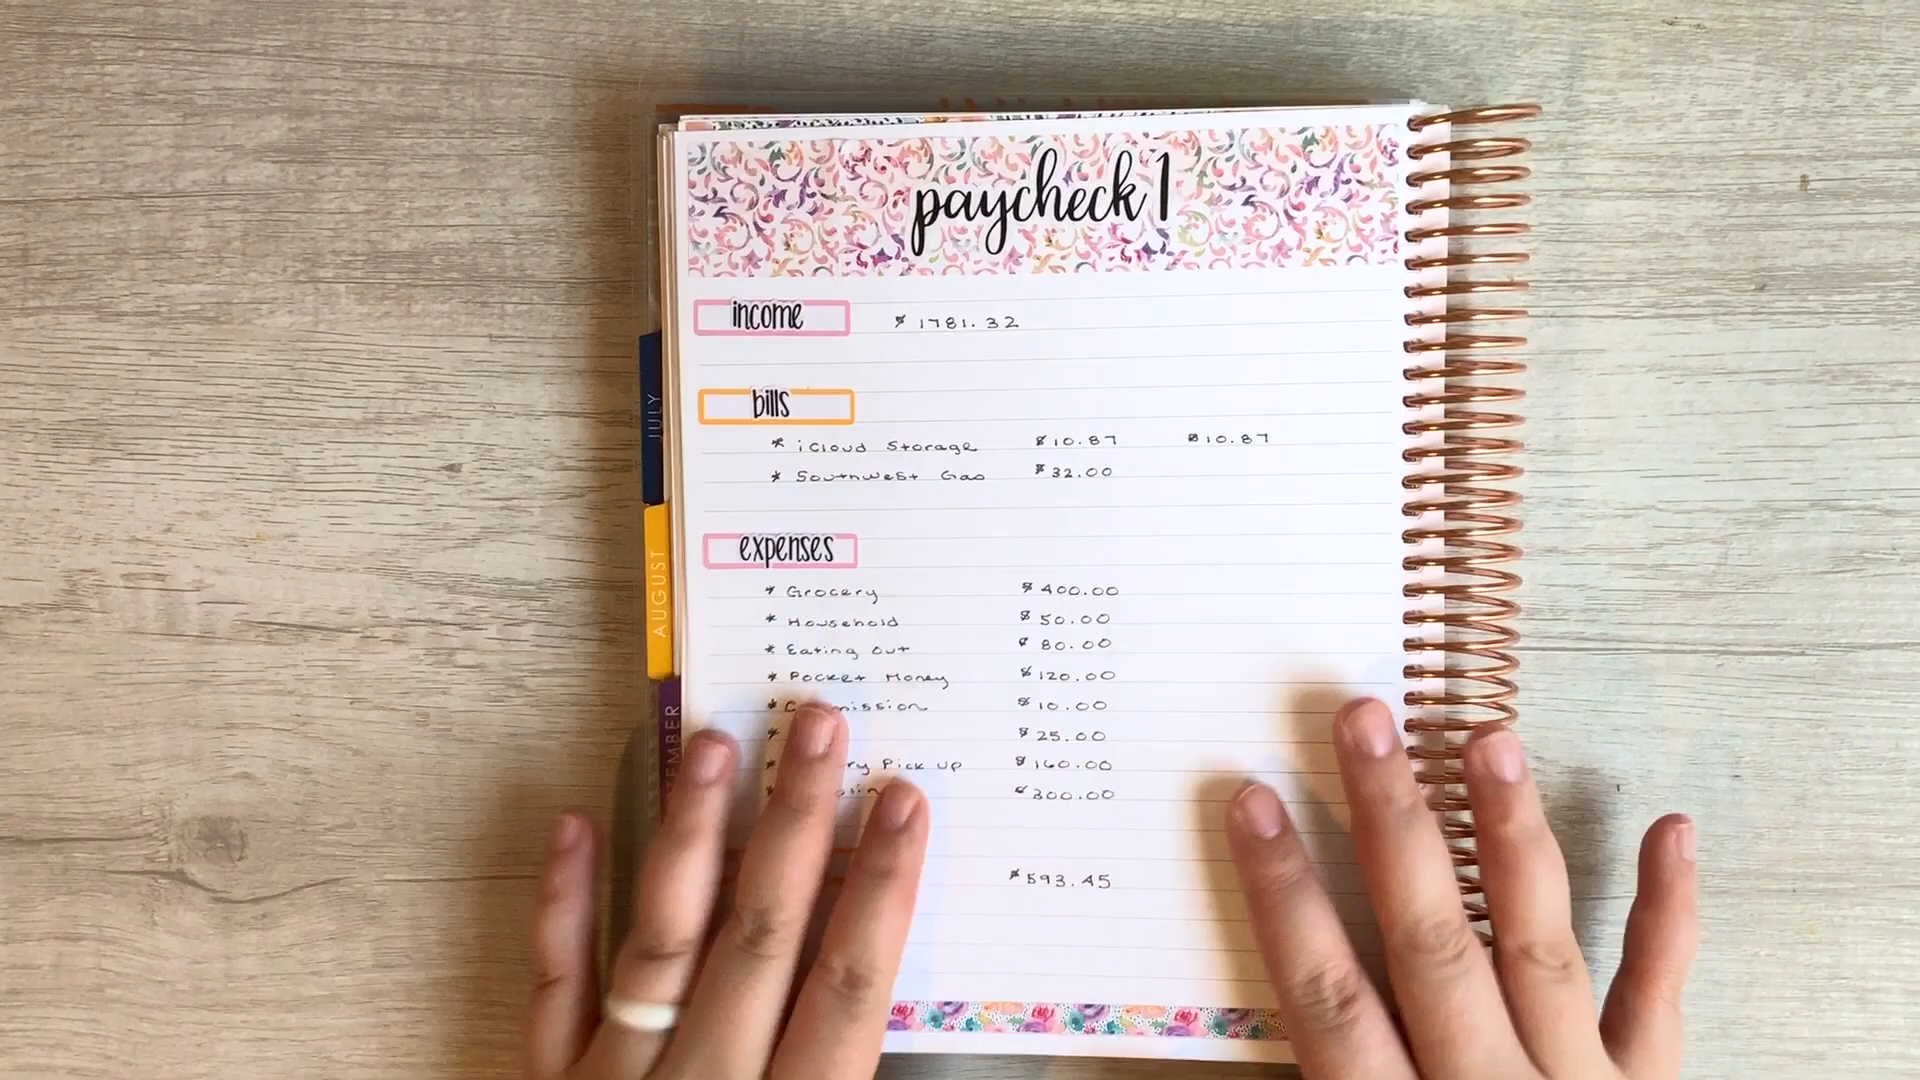 paycheck 1
income $1781.32
bills
* iCloud Storage $10.87 $10.87
* Southwest Gas $32.00
expenses
* Grocery $400.00
* Household $50.00
* Eating Out $80.00
* Pocket Money $120.00
* $10.00
* $25.00
* Pick Up $160.00
* $300.00
$593.45
JULY
AUGUST